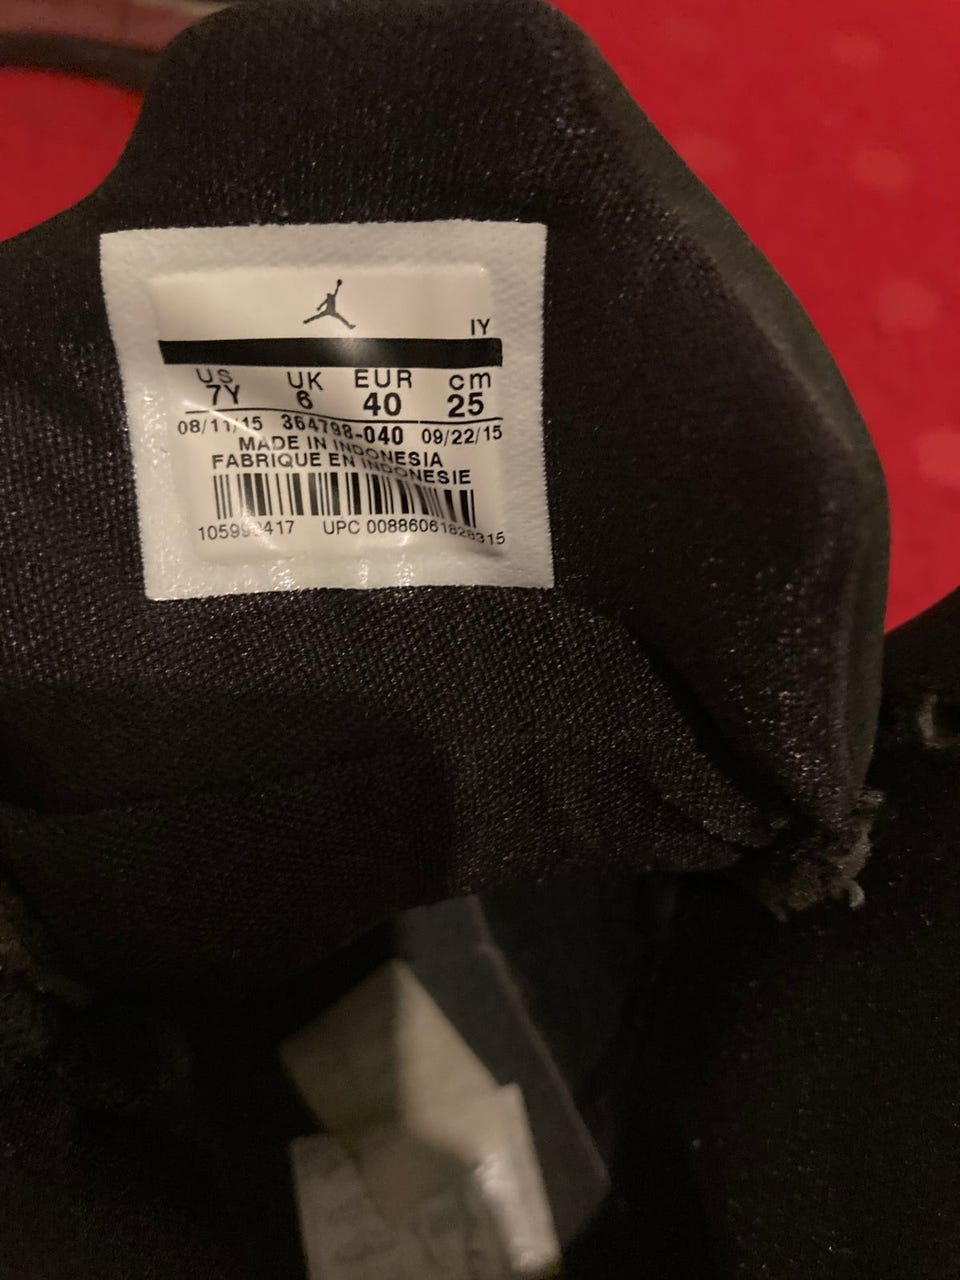 IY
US UK EUR cm
7Y 6 40 25
08/11/15 364798-040 09/22/15
MADE IN INDONESIA
FABRIQUE EN INDONESIE
UPC 00886061828315